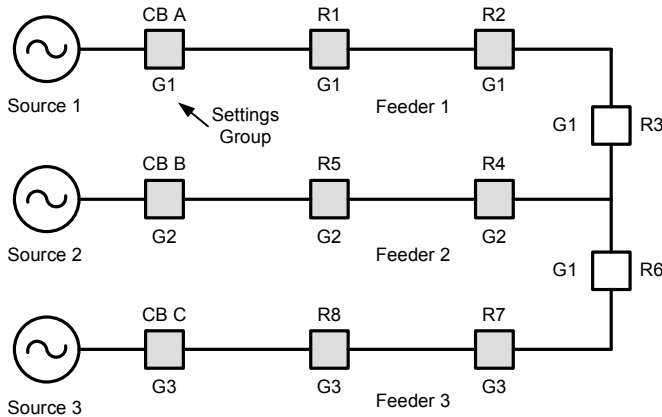 CB A
R1
R2
G1
G1
G1
Source 1
Feeder 1
Settings
Group
G1
R3
CB B
R5
R4
G2
G2
G2
Source 2
Feeder 2
G1
R6
CB C
R8
R7
G3
G3
G3
Source 3
Feeder 3